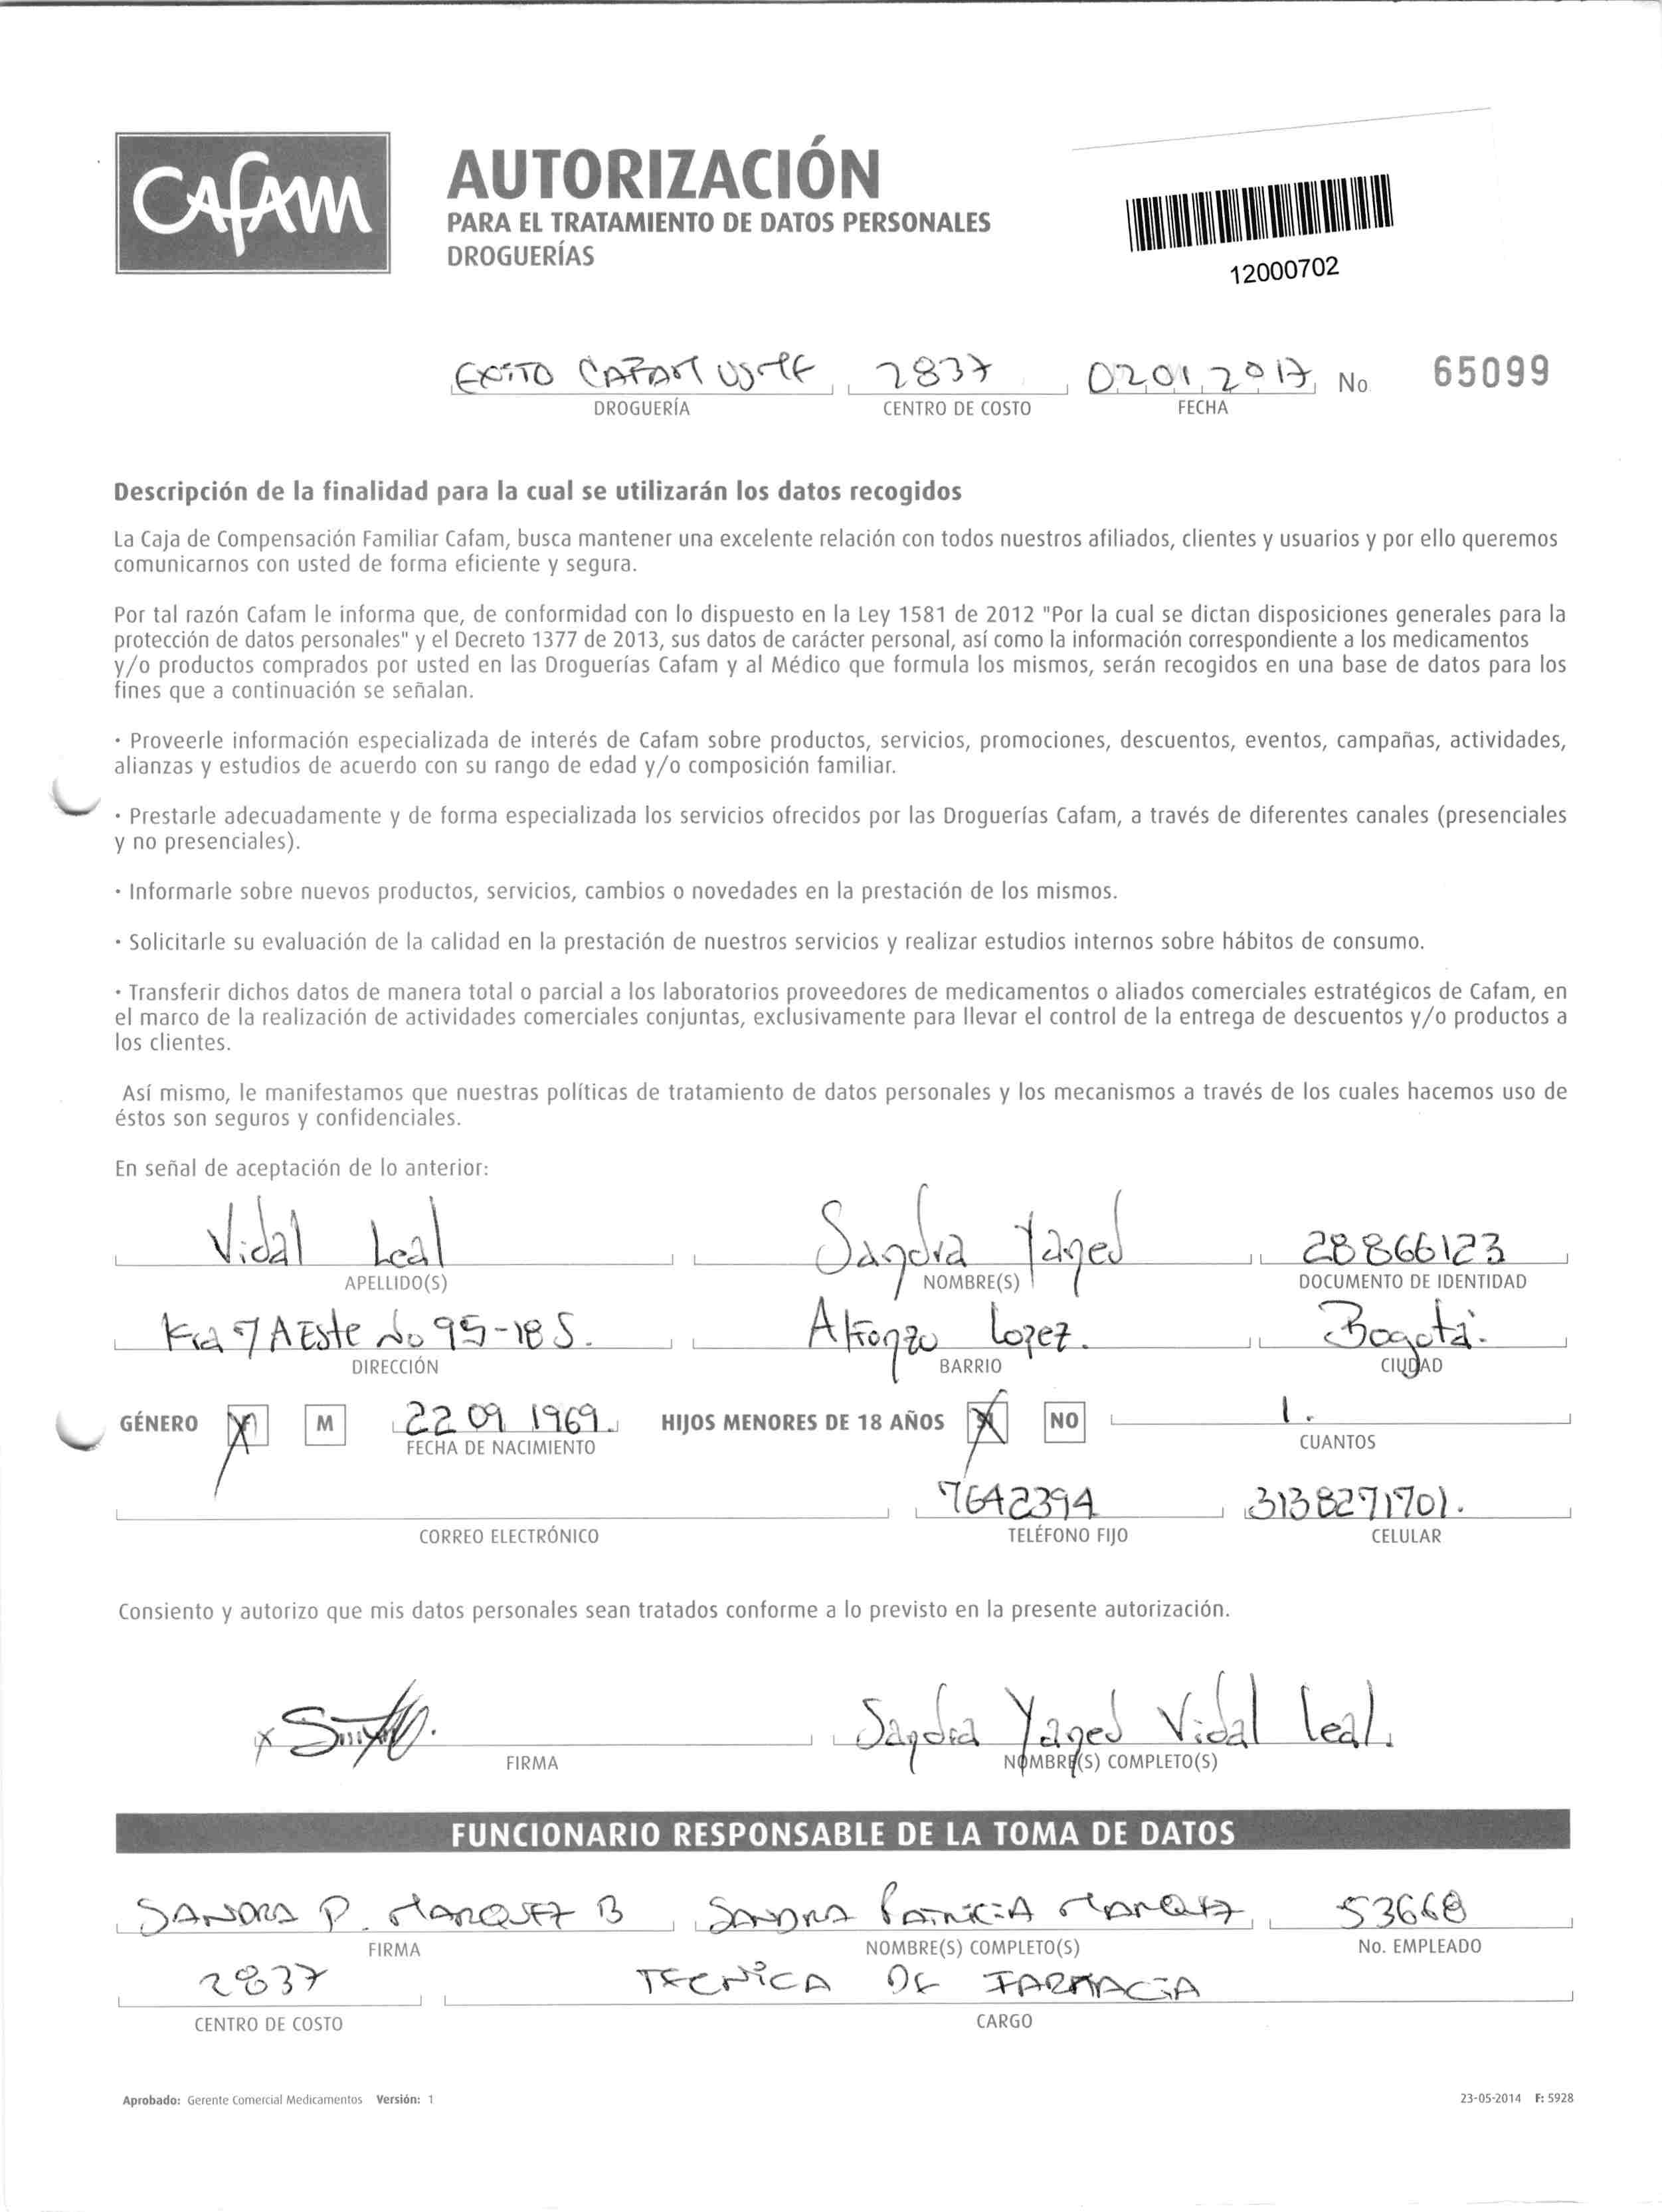 Cafam
AUTORIZACIÓN
PARA EL TRATAMIENTO DE DATOS PERSONALES
DROGUERÍAS
12000702
EXITO CAFAM 2837 02 01 2017 No 65099
DROGUERÍA CENTRO DE COSTO FECHA
Descripción de la finalidad para la cual se utilizarán los datos recogidos
La Caja de Compensación Familiar Cafam, busca mantener una excelente relación con todos nuestros afiliados, clientes y usuarios y por ello queremos
comunicarnos con usted de forma eficiente y segura.
Por tal razón Cafam le informa que, de conformidad con lo dispuesto en la Ley 1581 de 2012 "Por la cual se dictan disposiciones generales para la
protección de datos personales" y el Decreto 1377 de 2013, sus datos de carácter personal, así como la información correspondiente a los medicamentos
y/o productos comprados por usted en las Droguerías Cafam y al Médico que formula los mismos, serán recogidos en una base de datos para los
fines que a continuación se señalan.
· Proveerle información especializada de interés de Cafam sobre productos, servicios, promociones, descuentos, eventos, campañas, actividades,
alianzas y estudios de acuerdo con su rango de edad y/o composición familiar.
· Prestarle adecuadamente y de forma especializada los servicios ofrecidos por las Droguerías Cafam, a través de diferentes canales (presenciales
y no presenciales).
· Informarle sobre nuevos productos, servicios, cambios o novedades en la prestación de los mismos.
· Solicitarle su evaluación de la calidad en la prestación de nuestros servicios y realizar estudios internos sobre hábitos de consumo.
· Transferir dichos datos de manera total o parcial a los laboratorios proveedores de medicamentos o aliados comerciales estratégicos de Cafam, en
el marco de la realización de actividades comerciales conjuntas, exclusivamente para llevar el control de la entrega de descuentos y/o productos a
los clientes.
Así mismo, le manifestamos que nuestras políticas de tratamiento de datos personales y los mecanismos a través de los cuales hacemos uso de
éstos son seguros y confidenciales.
En señal de aceptación de lo anterior:
Vidal Leal Sandra Yaned 28866123
APELLIDO(S) NOMBRE(S) DOCUMENTO DE IDENTIDAD
Kra 7 A Este No 95-18 S. Alfonzo Lopez. Bogotá.
DIRECCIÓN BARRIO CIUDAD
GÉNERO F M 22 09 1969. HIJOS MENORES DE 18 AÑOS SI NO 1.
FECHA DE NACIMIENTO CUANTOS
7642394 3138271701.
CORREO ELECTRÓNICO TELÉFONO FIJO CELULAR
Consiento y autorizo que mis datos personales sean tratados conforme a lo previsto en la presente autorización.
x Sandra Yaned Vidal Leal.
FIRMA NOMBRE(S) COMPLETO(S)
FUNCIONARIO RESPONSABLE DE LA TOMA DE DATOS
SANDRA P. MARQUEZ B SANDRA PATRICIA MARQUEZ 53668
FIRMA NOMBRE(S) COMPLETO(S) No. EMPLEADO
2837 TECNICA DE FARMACIA
CENTRO DE COSTO CARGO
Aprobado: Gerente Comercial Medicamentos Versión: 1 23-05-2014 F: 5928